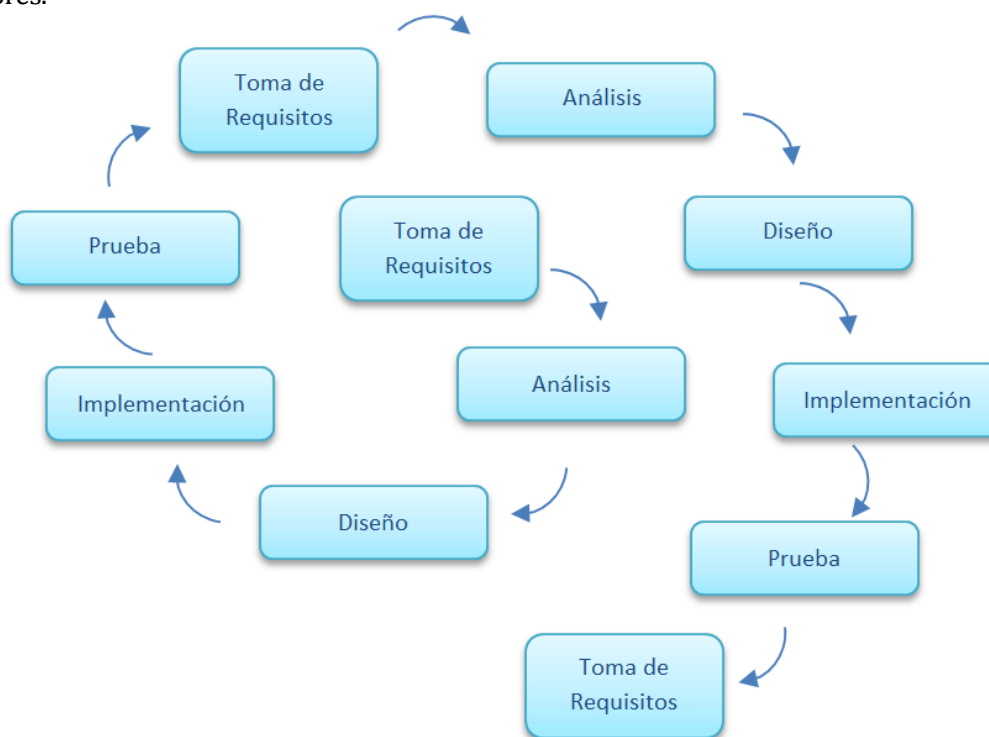 Toma de
Requisitos
Análisis
Toma de
Requisitos
Diseño
Prueba
Análisis
Implementación
Implementación
Diseño
Prueba
Toma de
Requisitos